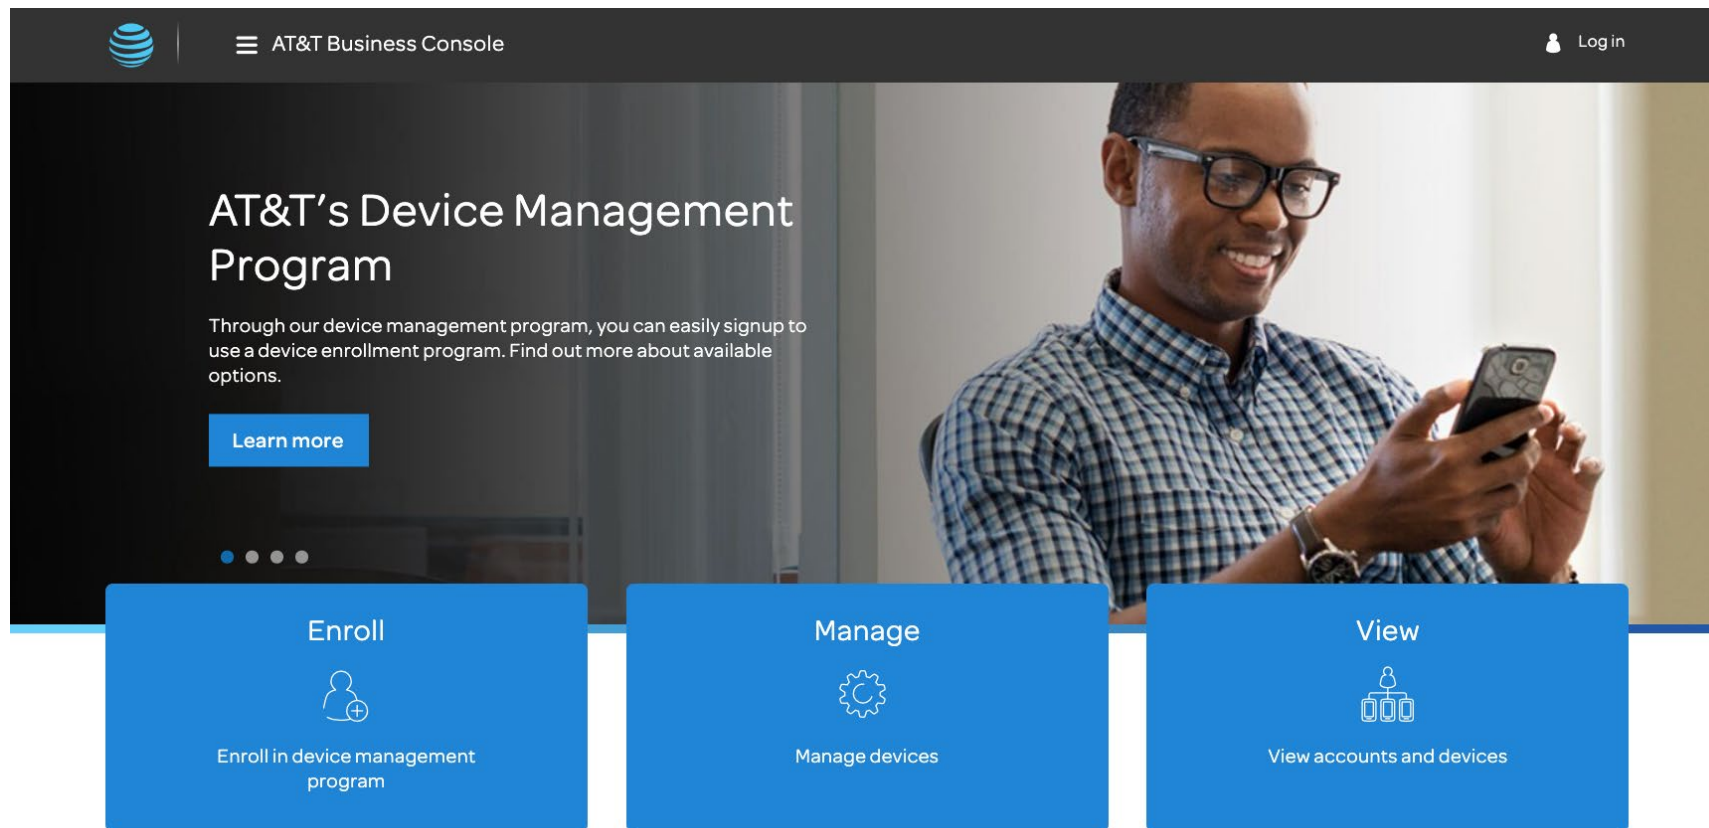 AT&T Business Console
Log in
AT&T's Device Management
Program
Through our device management program, you can easily signup to
use a device enrollment program. Find out more about available
options.
Learn more
Enroll
Enroll in device management
program
Manage
Manage devices
View
View accounts and devices